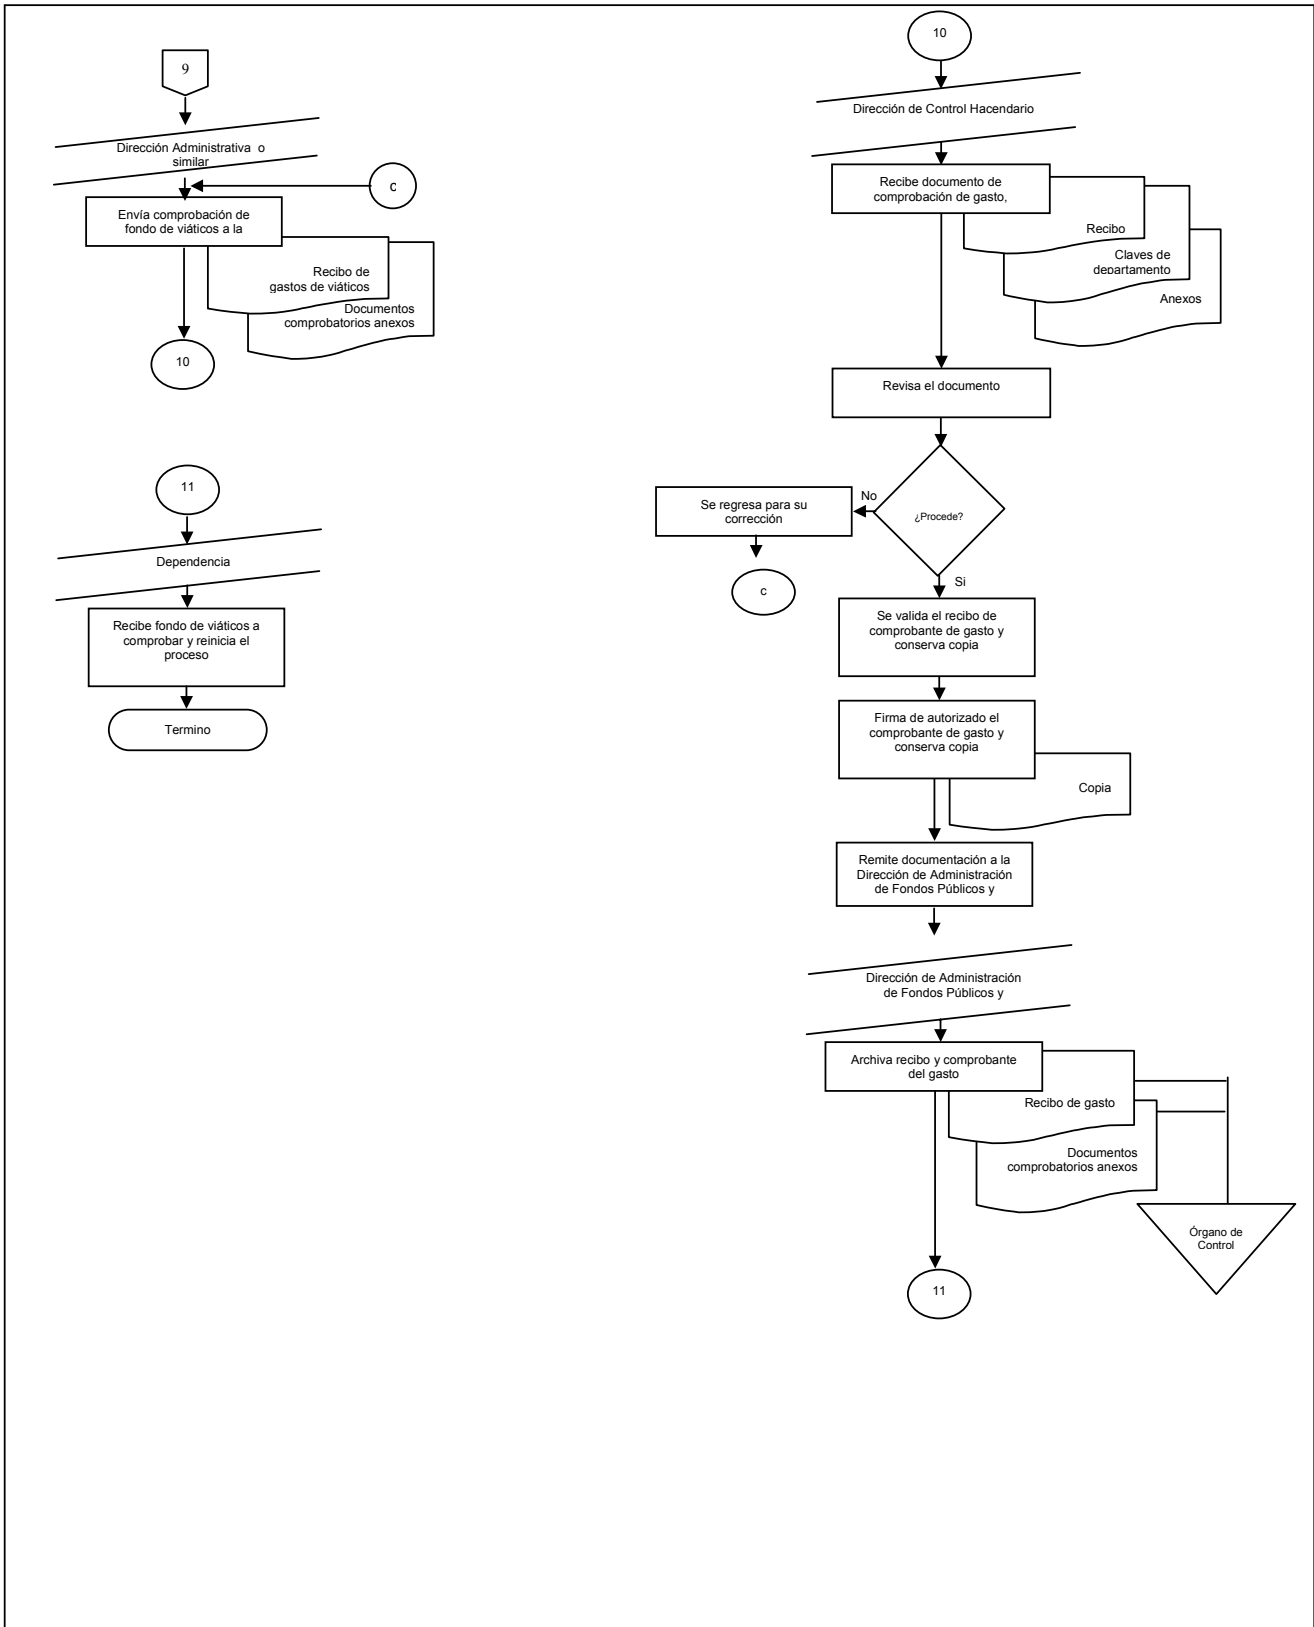 9
Dirección Administrativa o
similar
c
Envía comprobación de
fondo de viáticos a la
Recibo de
gastos de viáticos
Documentos
comprobatorios anexos
10
11
Dependencia
Recibe fondo de viáticos a
comprobar y reinicia el
proceso
Termino
10
Dirección de Control Hacendario
Recibe documento de
comprobación de gasto,
Recibo
Claves de
departamento
Anexos
Revisa el documento
¿Procede?
No
Se regresa para su
corrección
c
Si
Se valida el recibo de
comprobante de gasto y
conserva copia
Firma de autorizado el
comprobante de gasto y
conserva copia
Copia
Remite documentación a la
Dirección de Administración
de Fondos Públicos y
Dirección de Administración
de Fondos Públicos y
Archiva recibo y comprobante
del gasto
Recibo de gasto
Documentos
comprobatorios anexos
Órgano de
Control
11